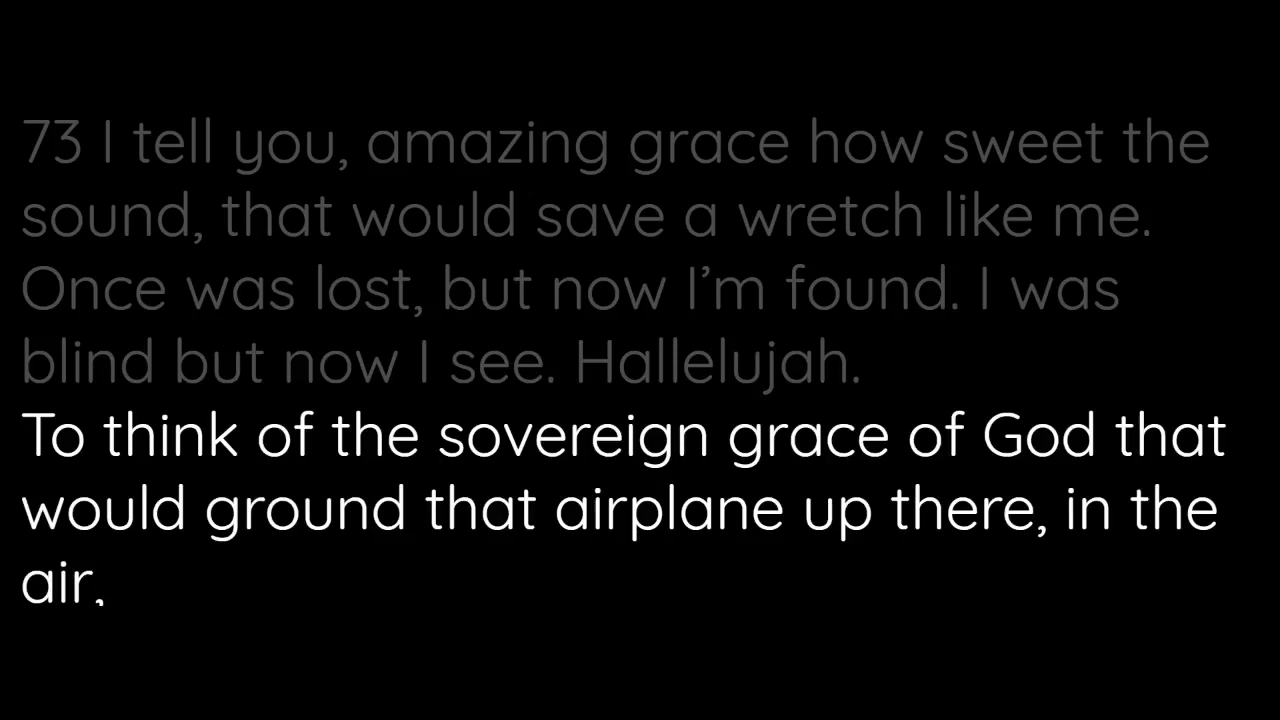 73 I tell you, amazing grace how sweet the
sound, that would save a wretch like me.
Once was lost, but now I’m found. I was
blind but now I see. Hallelujah.
To think of the sovereign grace of God that
would ground that airplane up there, in the
air,